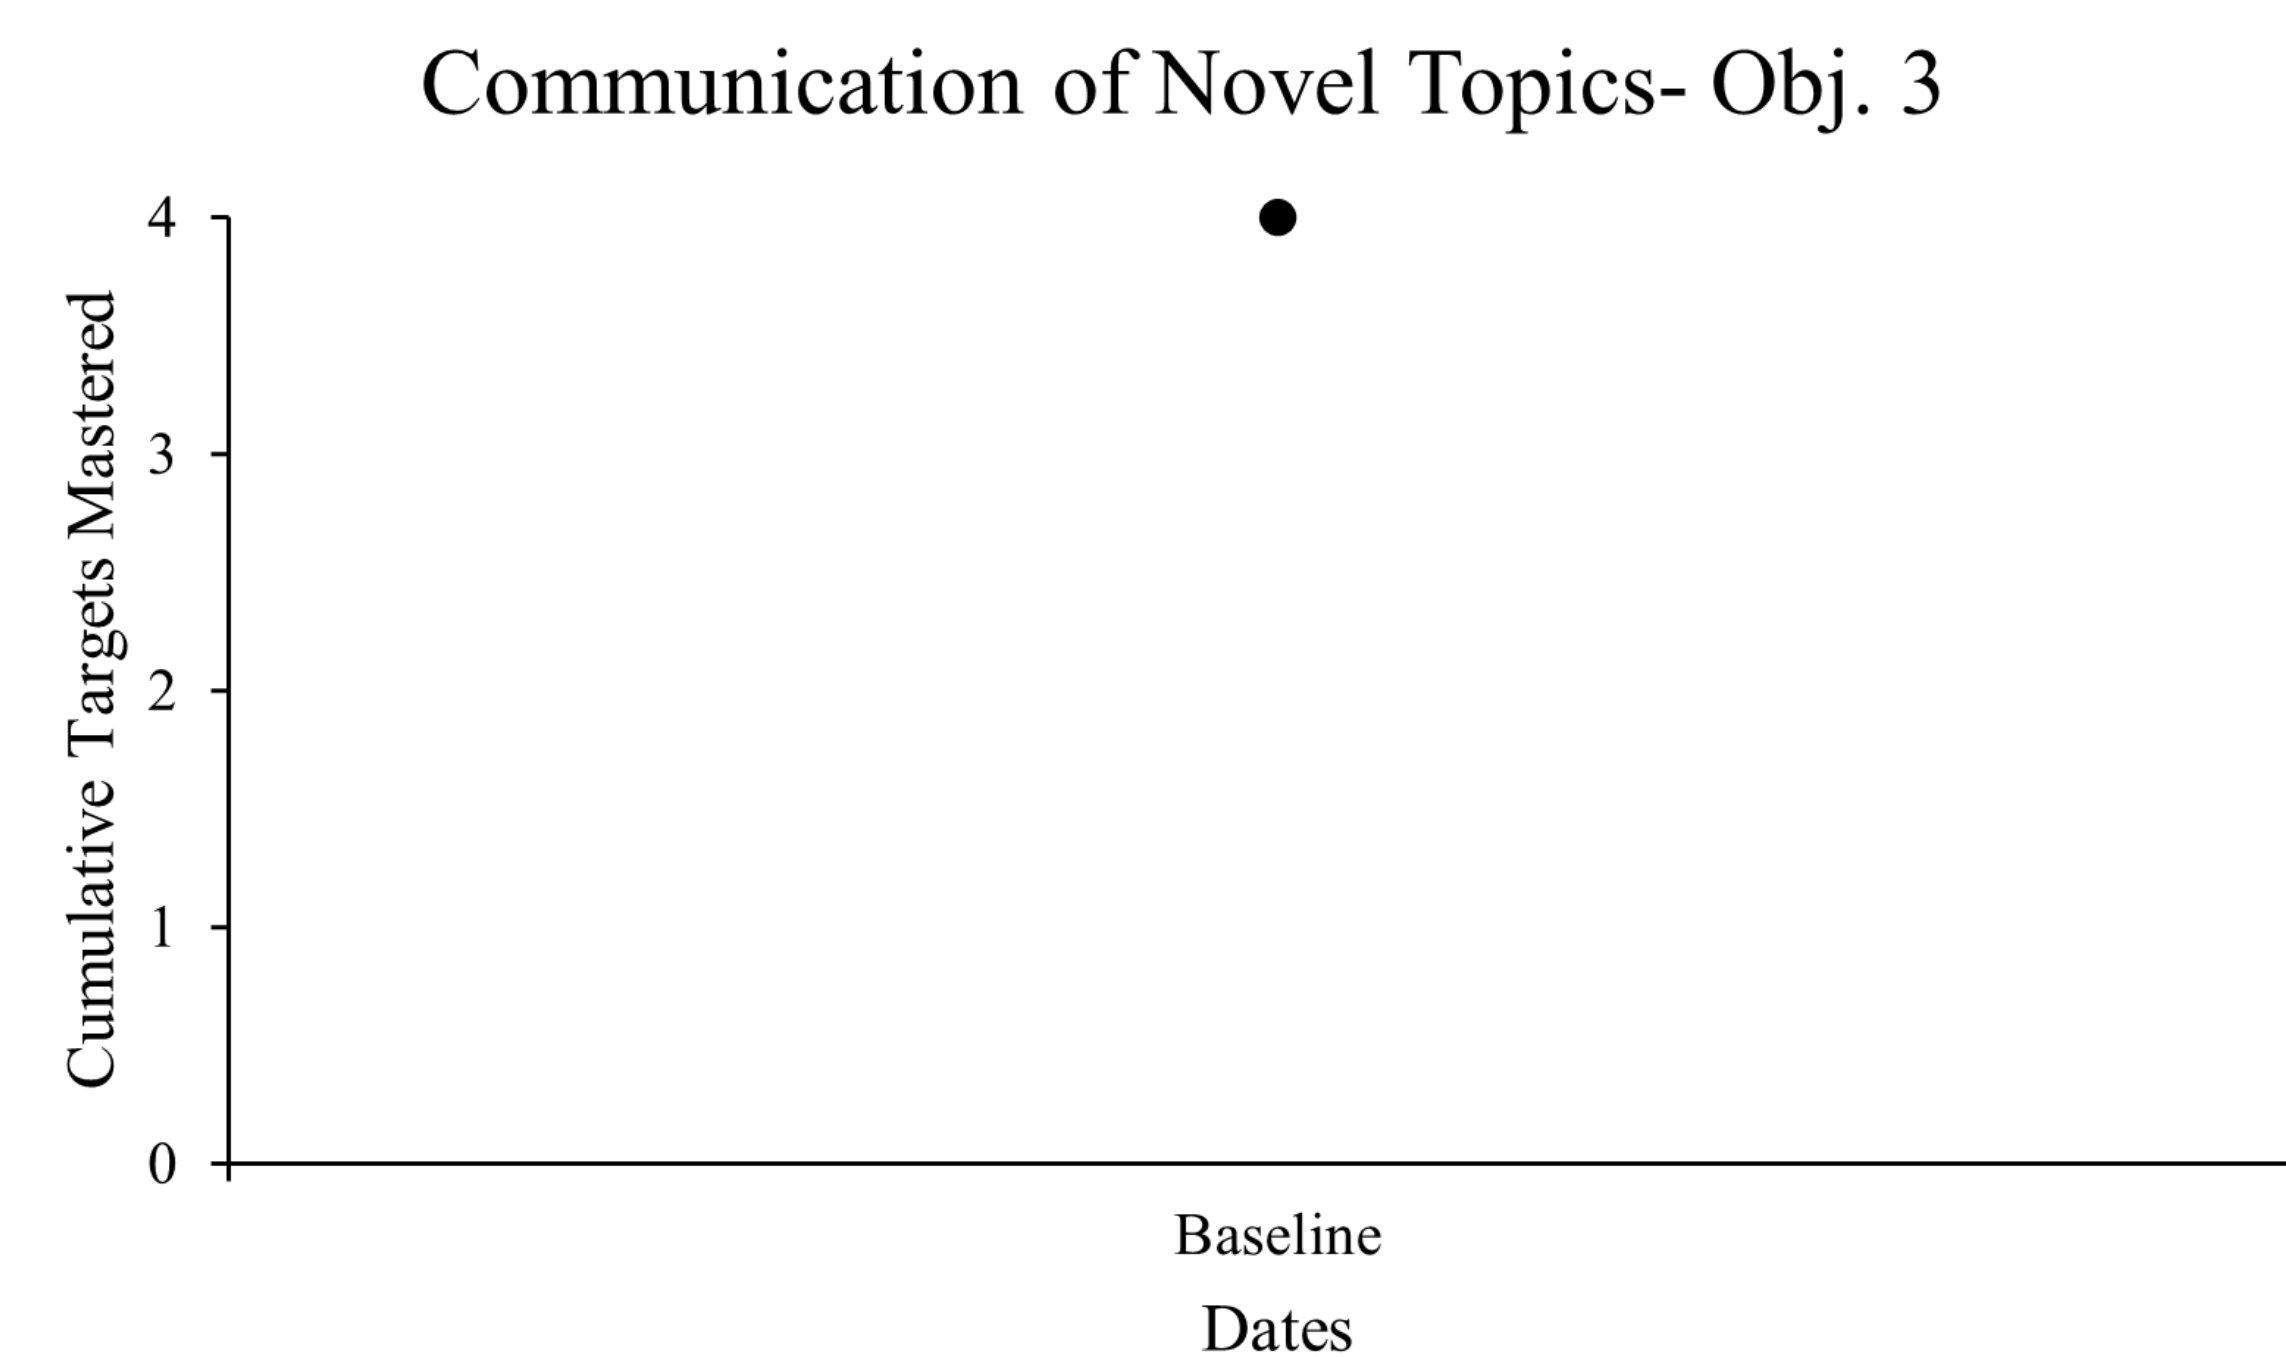 Communication of Novel Topics- Obj. 3
Cumulative Targets Mastered
4
3
2
1
0
Baseline
Dates